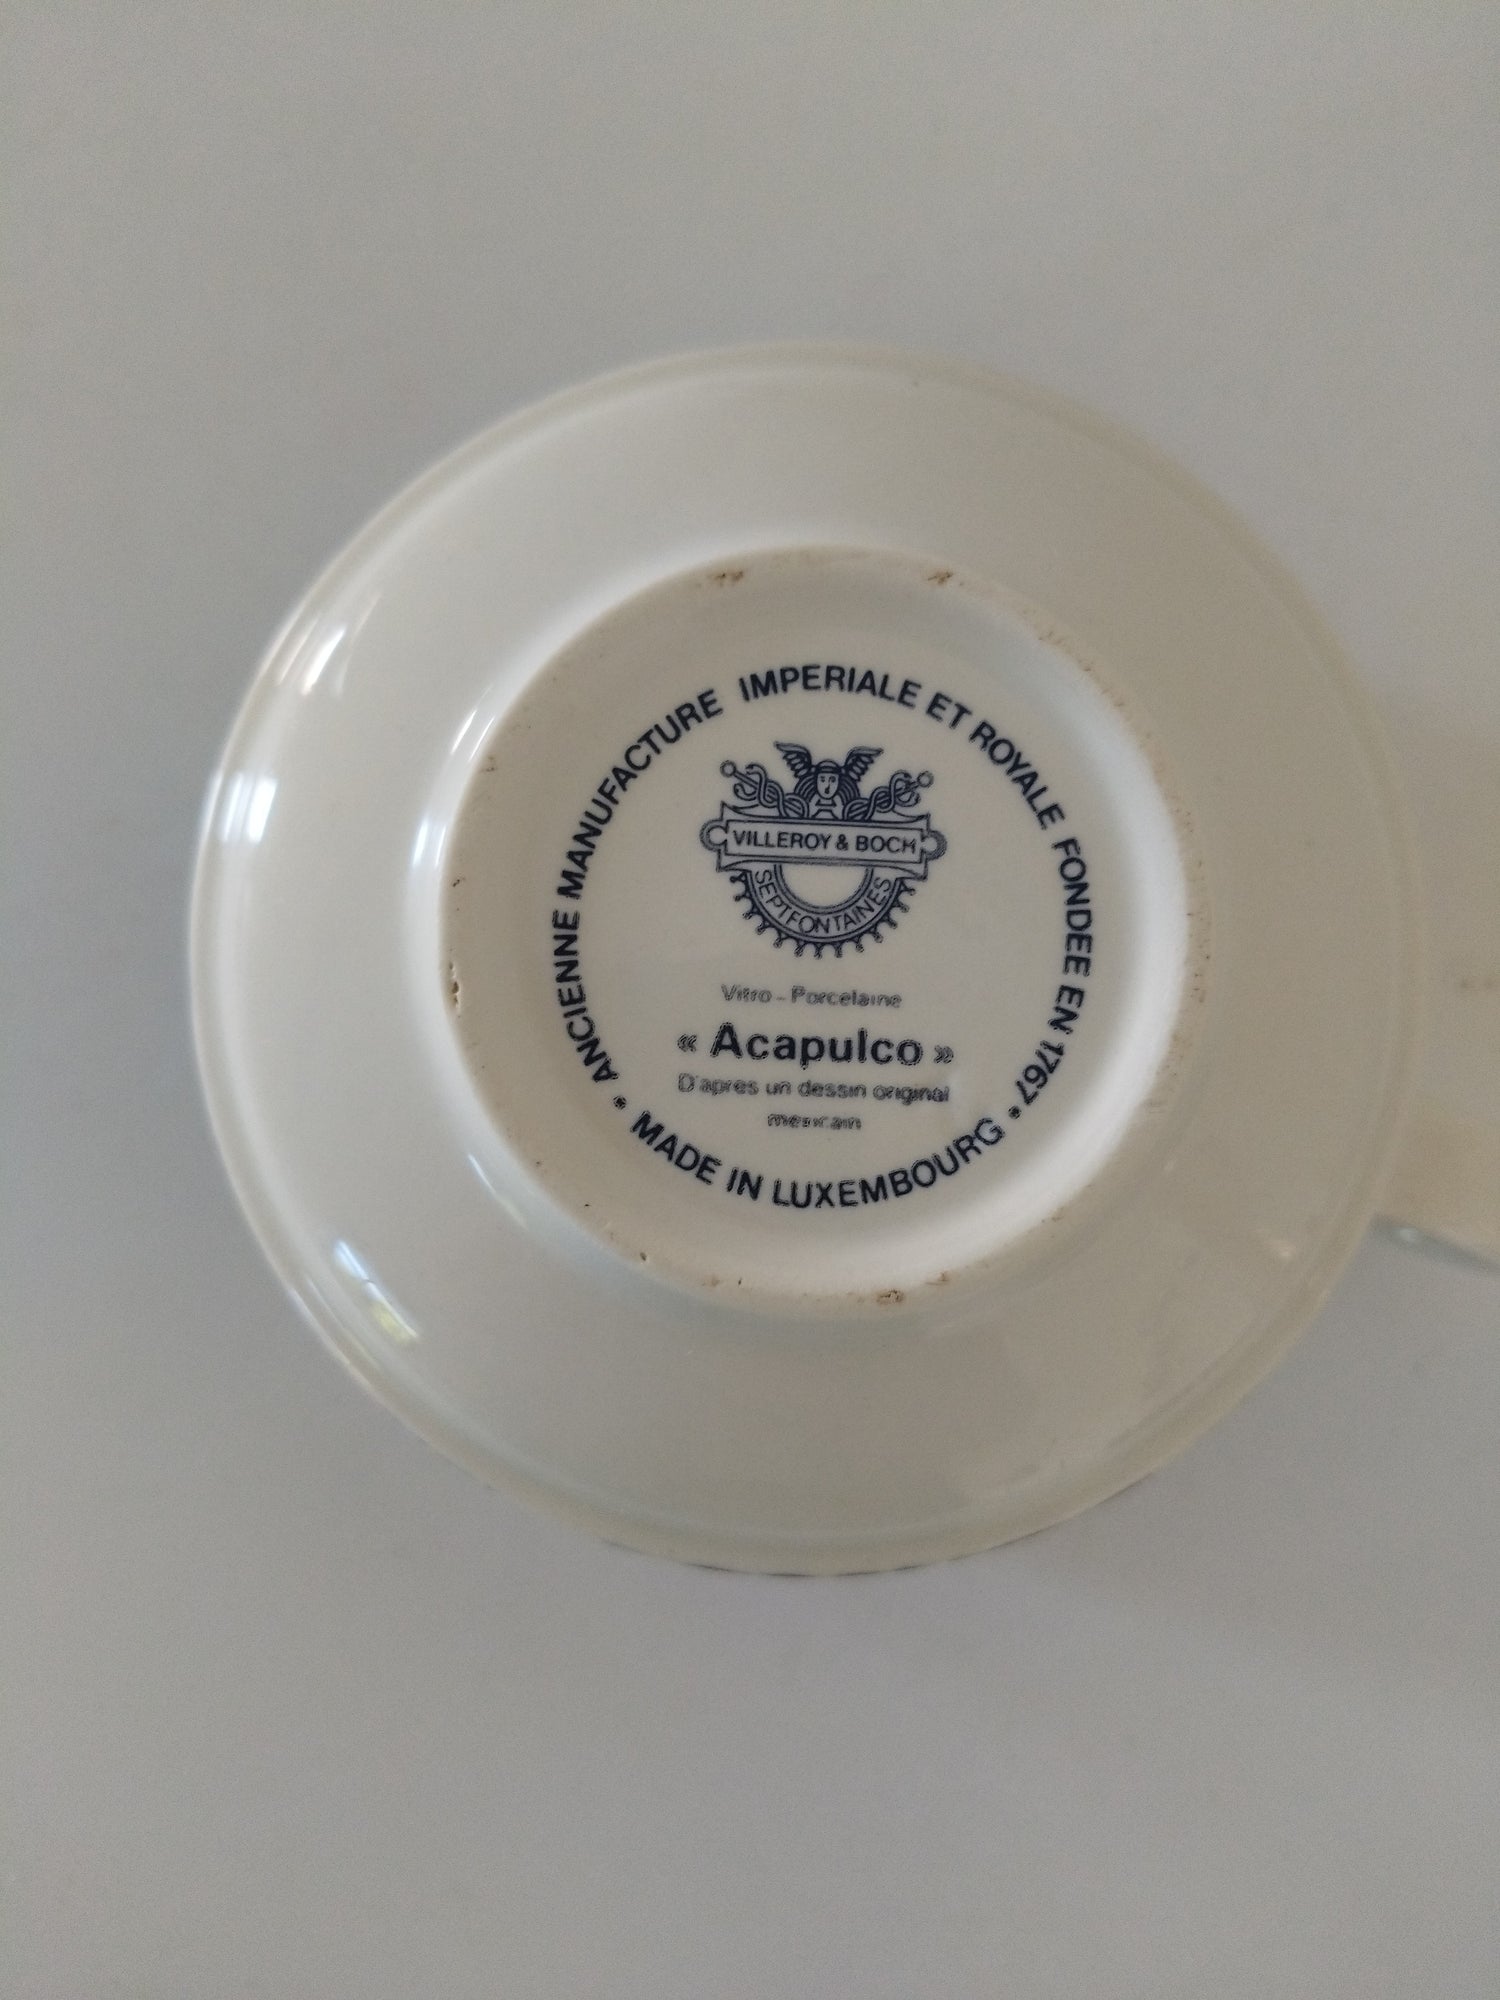 ANCIENNE MANUFACTURE IMPERIALE ET ROYALE FONDEE EN 1767 •
VILLEROY & BOCH
SEPTFONTAINES
Vitro - Porcelaine
« Acapulco »
D'après un dessin original
mexicain
• MADE IN LUXEMBOURG